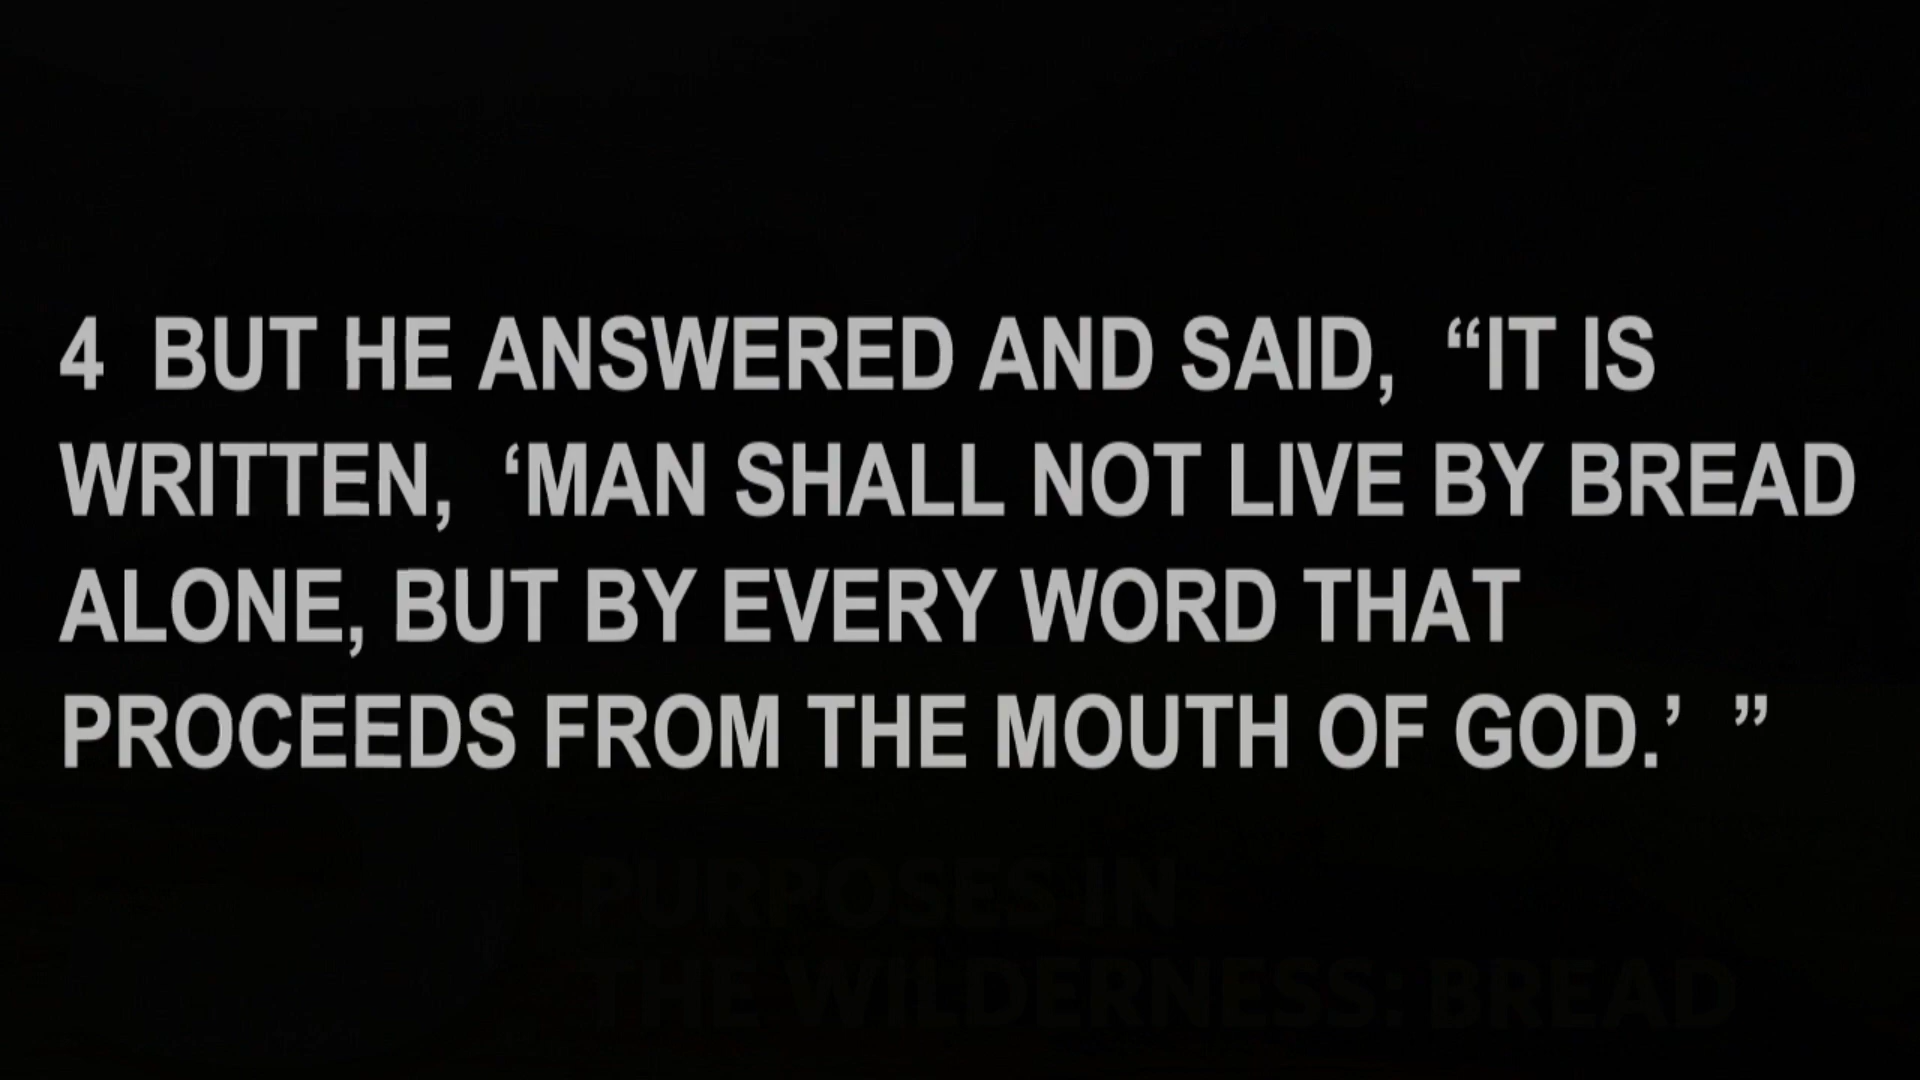 4 BUT HE ANSWERED AND SAID, “IT IS
WRITTEN, ‘MAN SHALL NOT LIVE BY BREAD
ALONE, BUT BY EVERY WORD THAT
PROCEEDS FROM THE MOUTH OF GOD.’ ”
PURPOSES IN
THE WILDERNESS: BREAD